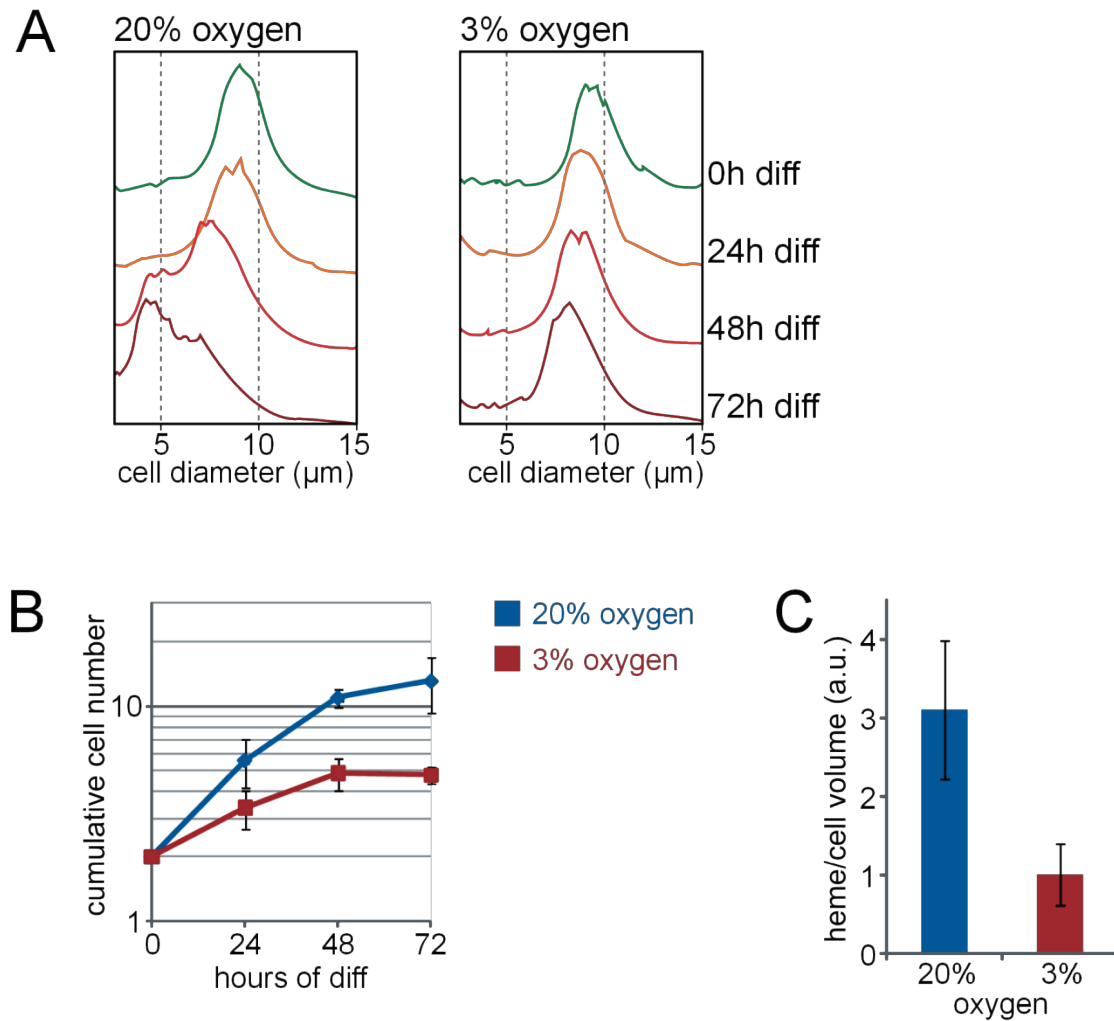 A
20% oxygen
3% oxygen
0h diff
24h diff
48h diff
72h diff
5 10 15
5 10 15
cell diameter (µm)
cell diameter (µm)
B
cumulative cell number
10
1
0 24 48 72
hours of diff
20% oxygen
3% oxygen
C
heme/cell volume (a.u.)
4
3
2
1
0
20% 3%
oxygen